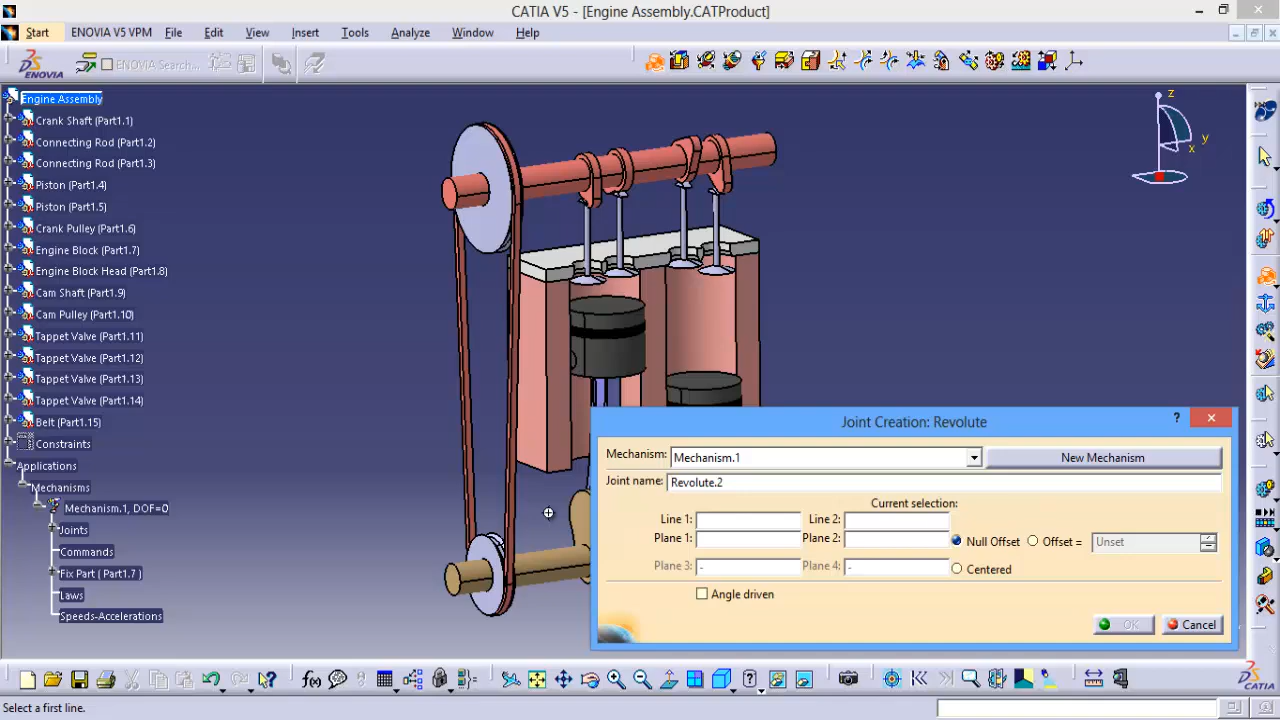 CATIA V5 - [Engine Assembly.CATProduct]
Start ENOVIA V5 VPM File Edit View Insert Tools Analyze Window Help
ENOVIA Search...
Engine Assembly
Crank Shaft (Part1.1)
Connecting Rod (Part1.2)
Connecting Rod (Part1.3)
Piston (Part1.4)
Piston (Part1.5)
Crank Pulley (Part1.6)
Engine Block (Part1.7)
Engine Block Head (Part1.8)
Cam Shaft (Part1.9)
Cam Pulley (Part1.10)
Tappet Valve (Part1.11)
Tappet Valve (Part1.12)
Tappet Valve (Part1.13)
Tappet Valve (Part1.14)
Belt (Part1.15)
Constraints
Applications
Mechanisms
Mechanism.1, DOF=0
Joints
Commands
Fix Part ( Part1.7 )
Laws
Speeds-Accelerations
z
y
x
Joint Creation: Revolute
? x
Mechanism: Mechanism.1 New Mechanism
Joint name: Revolute.2
Current selection:
Line 1: Line 2:
Plane 1: Plane 2: Null Offset Offset = Unset
Plane 3: - Plane 4: - Centered
Angle driven
OK Cancel
f(x)
CATIA
Select a first line.